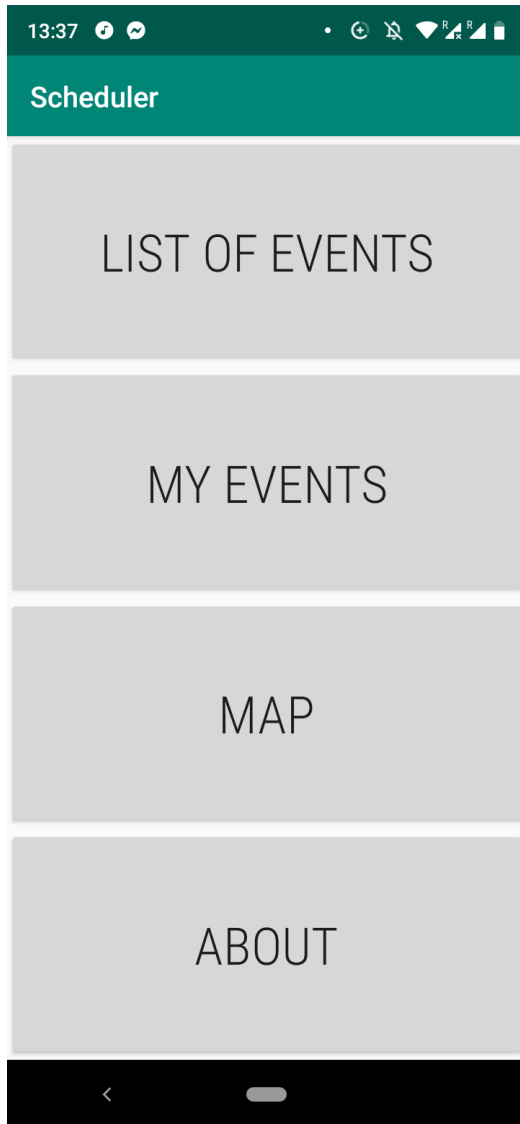 13:37
R R
Scheduler
LIST OF EVENTS
MY EVENTS
MAP
ABOUT